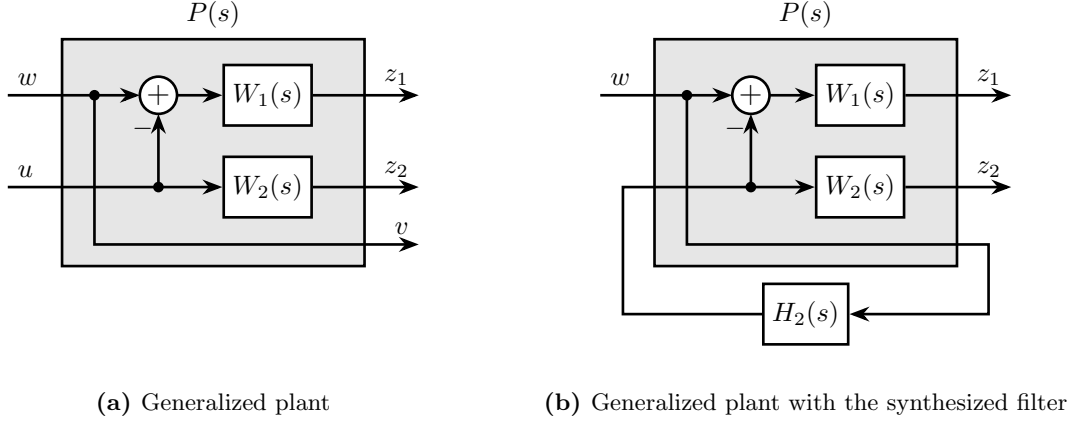 P(s)
w
+
−
W₁(s)
z₁
u
W₂(s)
z₂
v
(a) Generalized plant
P(s)
w
+
−
W₁(s)
z₁
W₂(s)
z₂
H₂(s)
(b) Generalized plant with the synthesized filter